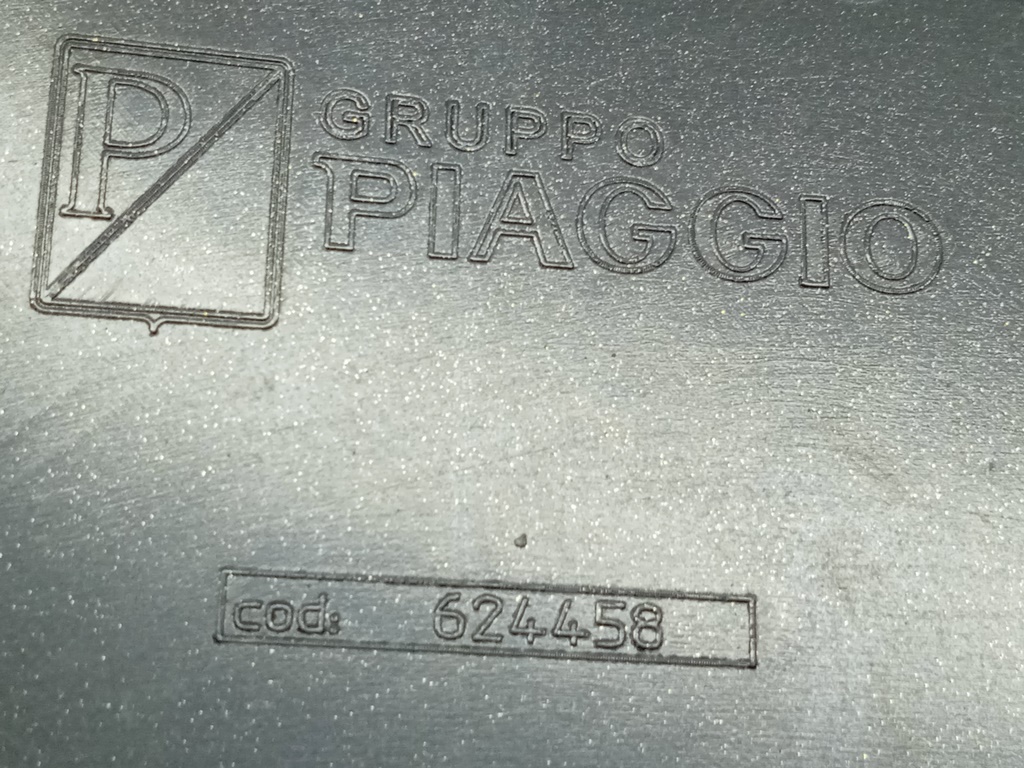 P
GRUPPO
PIAGGIO
cod: 624458